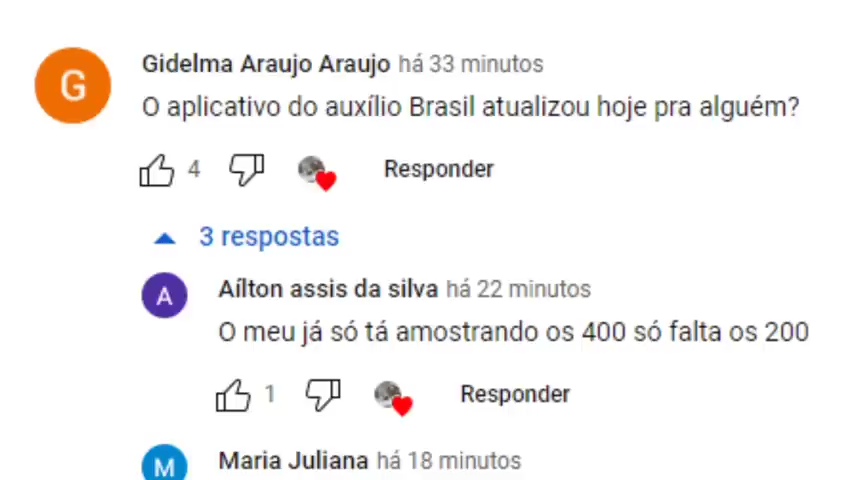 G
Gidelma Araujo Araujo há 33 minutos
O aplicativo do auxílio Brasil atualizou hoje pra alguém?
4 Responder
3 respostas
A
Aílton assis da silva há 22 minutos
O meu já só tá amostrando os 400 só falta os 200
1 Responder
M
Maria Juliana há 18 minutos